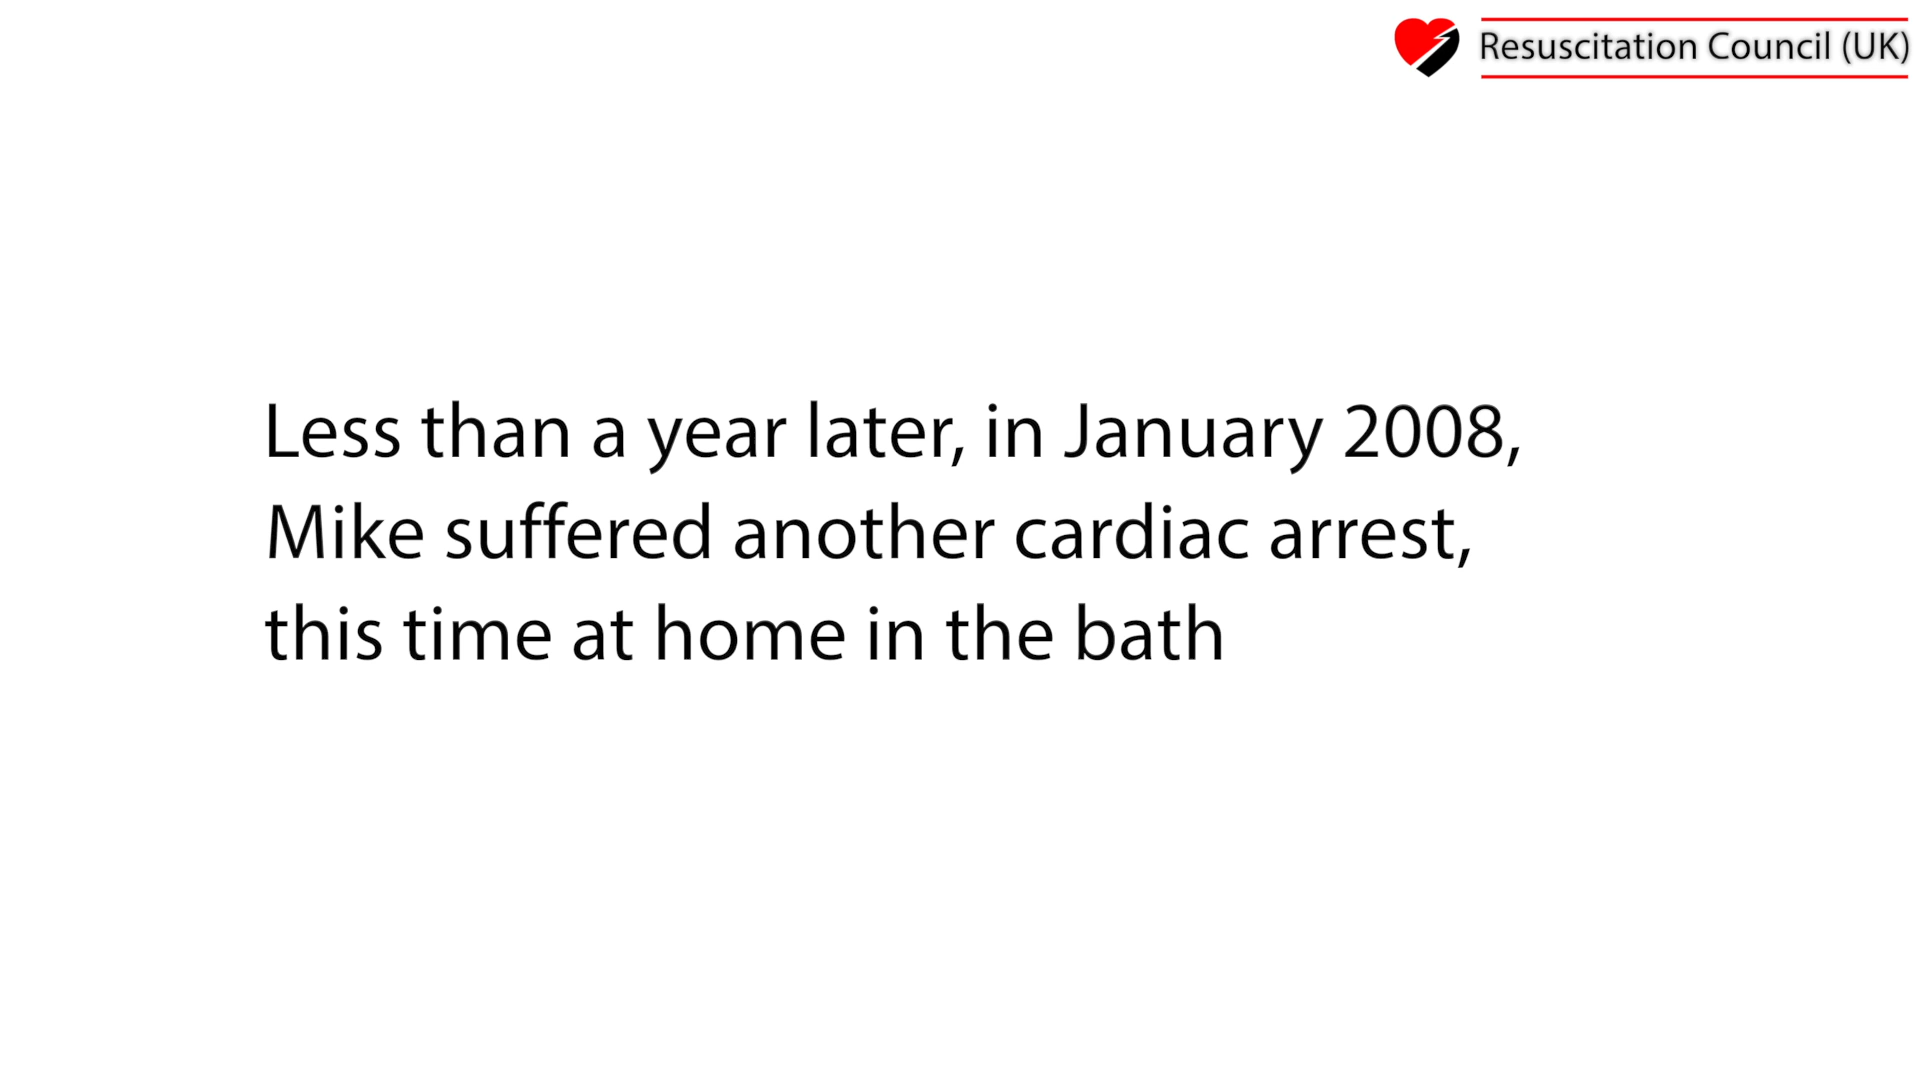 Resuscitation Council (UK)
Less than a year later, in January 2008,
Mike suffered another cardiac arrest,
this time at home in the bath